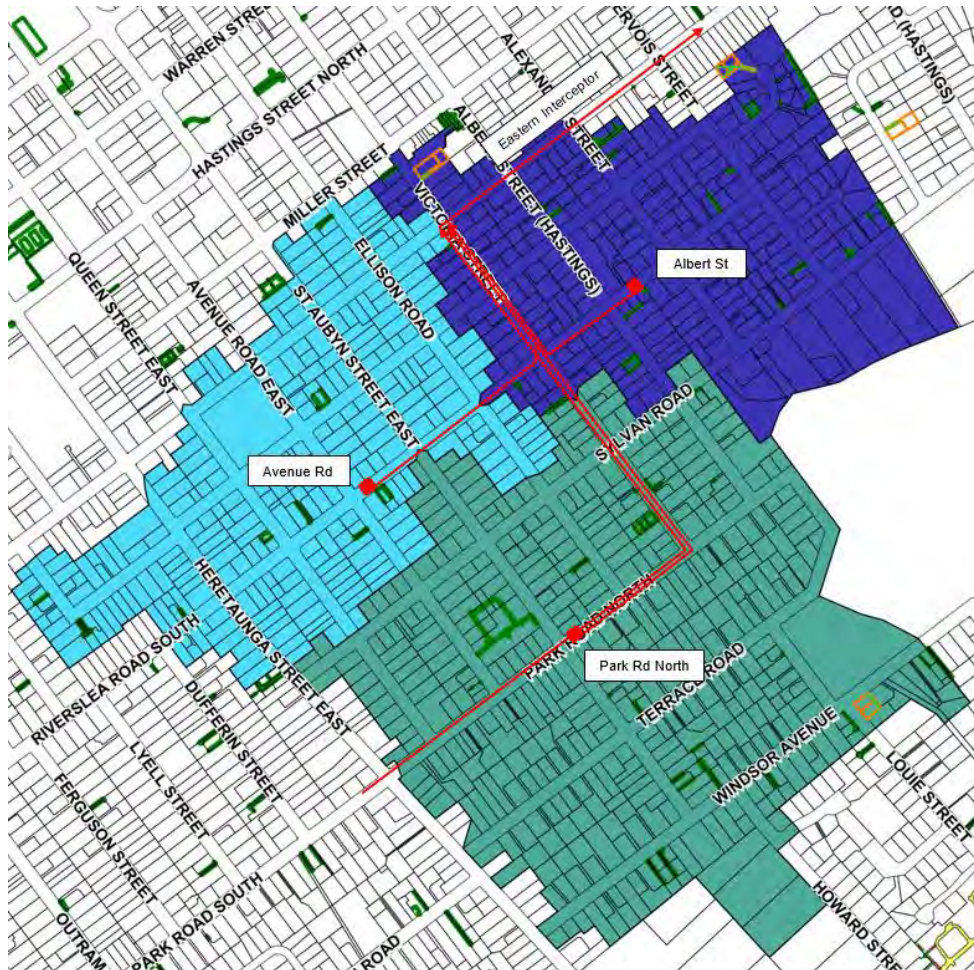 WARREN STREET
HASTINGS STREET NORTH
ALEXAN
STREET
ERVOIS STREET
D (HASTINGS)
Eastern Interceptor
ALBE
STREET (HASTINGS)
MILLER STREET
VICTORIA STREET
ELLISON ROAD
Albert St
QUEEN STREET EAST
AVENUE ROAD EAST
ST AUBYN STREET EAST
SYLVAN ROAD
Avenue Rd
HERETAUNGA STREET EAST
PARK ROAD NORTH
Park Rd North
TERRACE ROAD
RIVERSLEA ROAD SOUTH
DUFFERIN STREET
LYELL STREET
FERGUSON STREET
WINDSOR AVENUE
LOUIE STREET
HOWARD STRE
OUTRAM
PARK ROAD SOUTH
ROAD